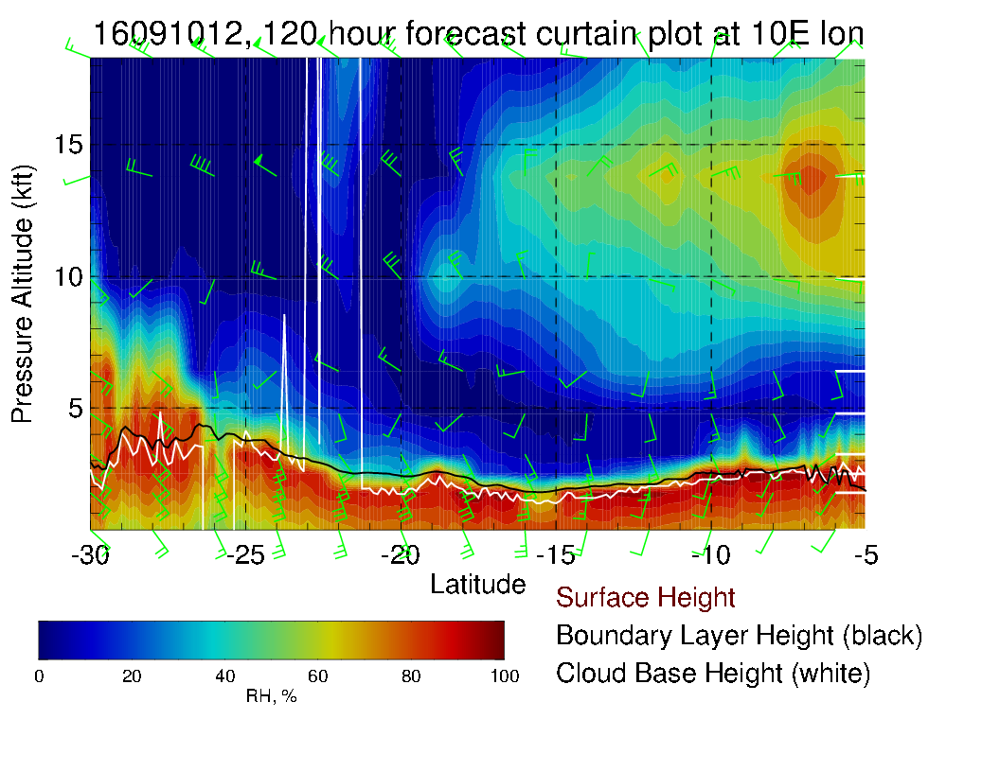 16091012, 120 hour forecast curtain plot at 10E lon
Pressure Altitude (kft)
15
10
5
-30 -25 -20 -15 -10 -5
Latitude
Surface Height
Boundary Layer Height (black)
Cloud Base Height (white)
0 20 40 60 80 100
RH, %